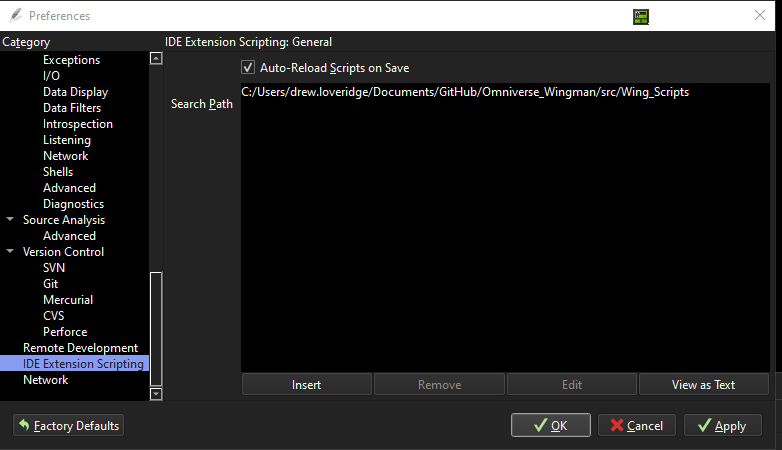 Preferences
Category
Exceptions
I/O
Data Display
Data Filters
Introspection
Listening
Network
Shells
Advanced
Diagnostics
Source Analysis
Advanced
Version Control
SVN
Git
Mercurial
CVS
Perforce
Remote Development
IDE Extension Scripting
Network
IDE Extension Scripting: General
Auto-Reload Scripts on Save
Search Path
C:/Users/drew.loveridge/Documents/GitHub/Omniverse_Wingman/src/Wing_Scripts
Insert Remove Edit View as Text
Factory Defaults OK Cancel Apply